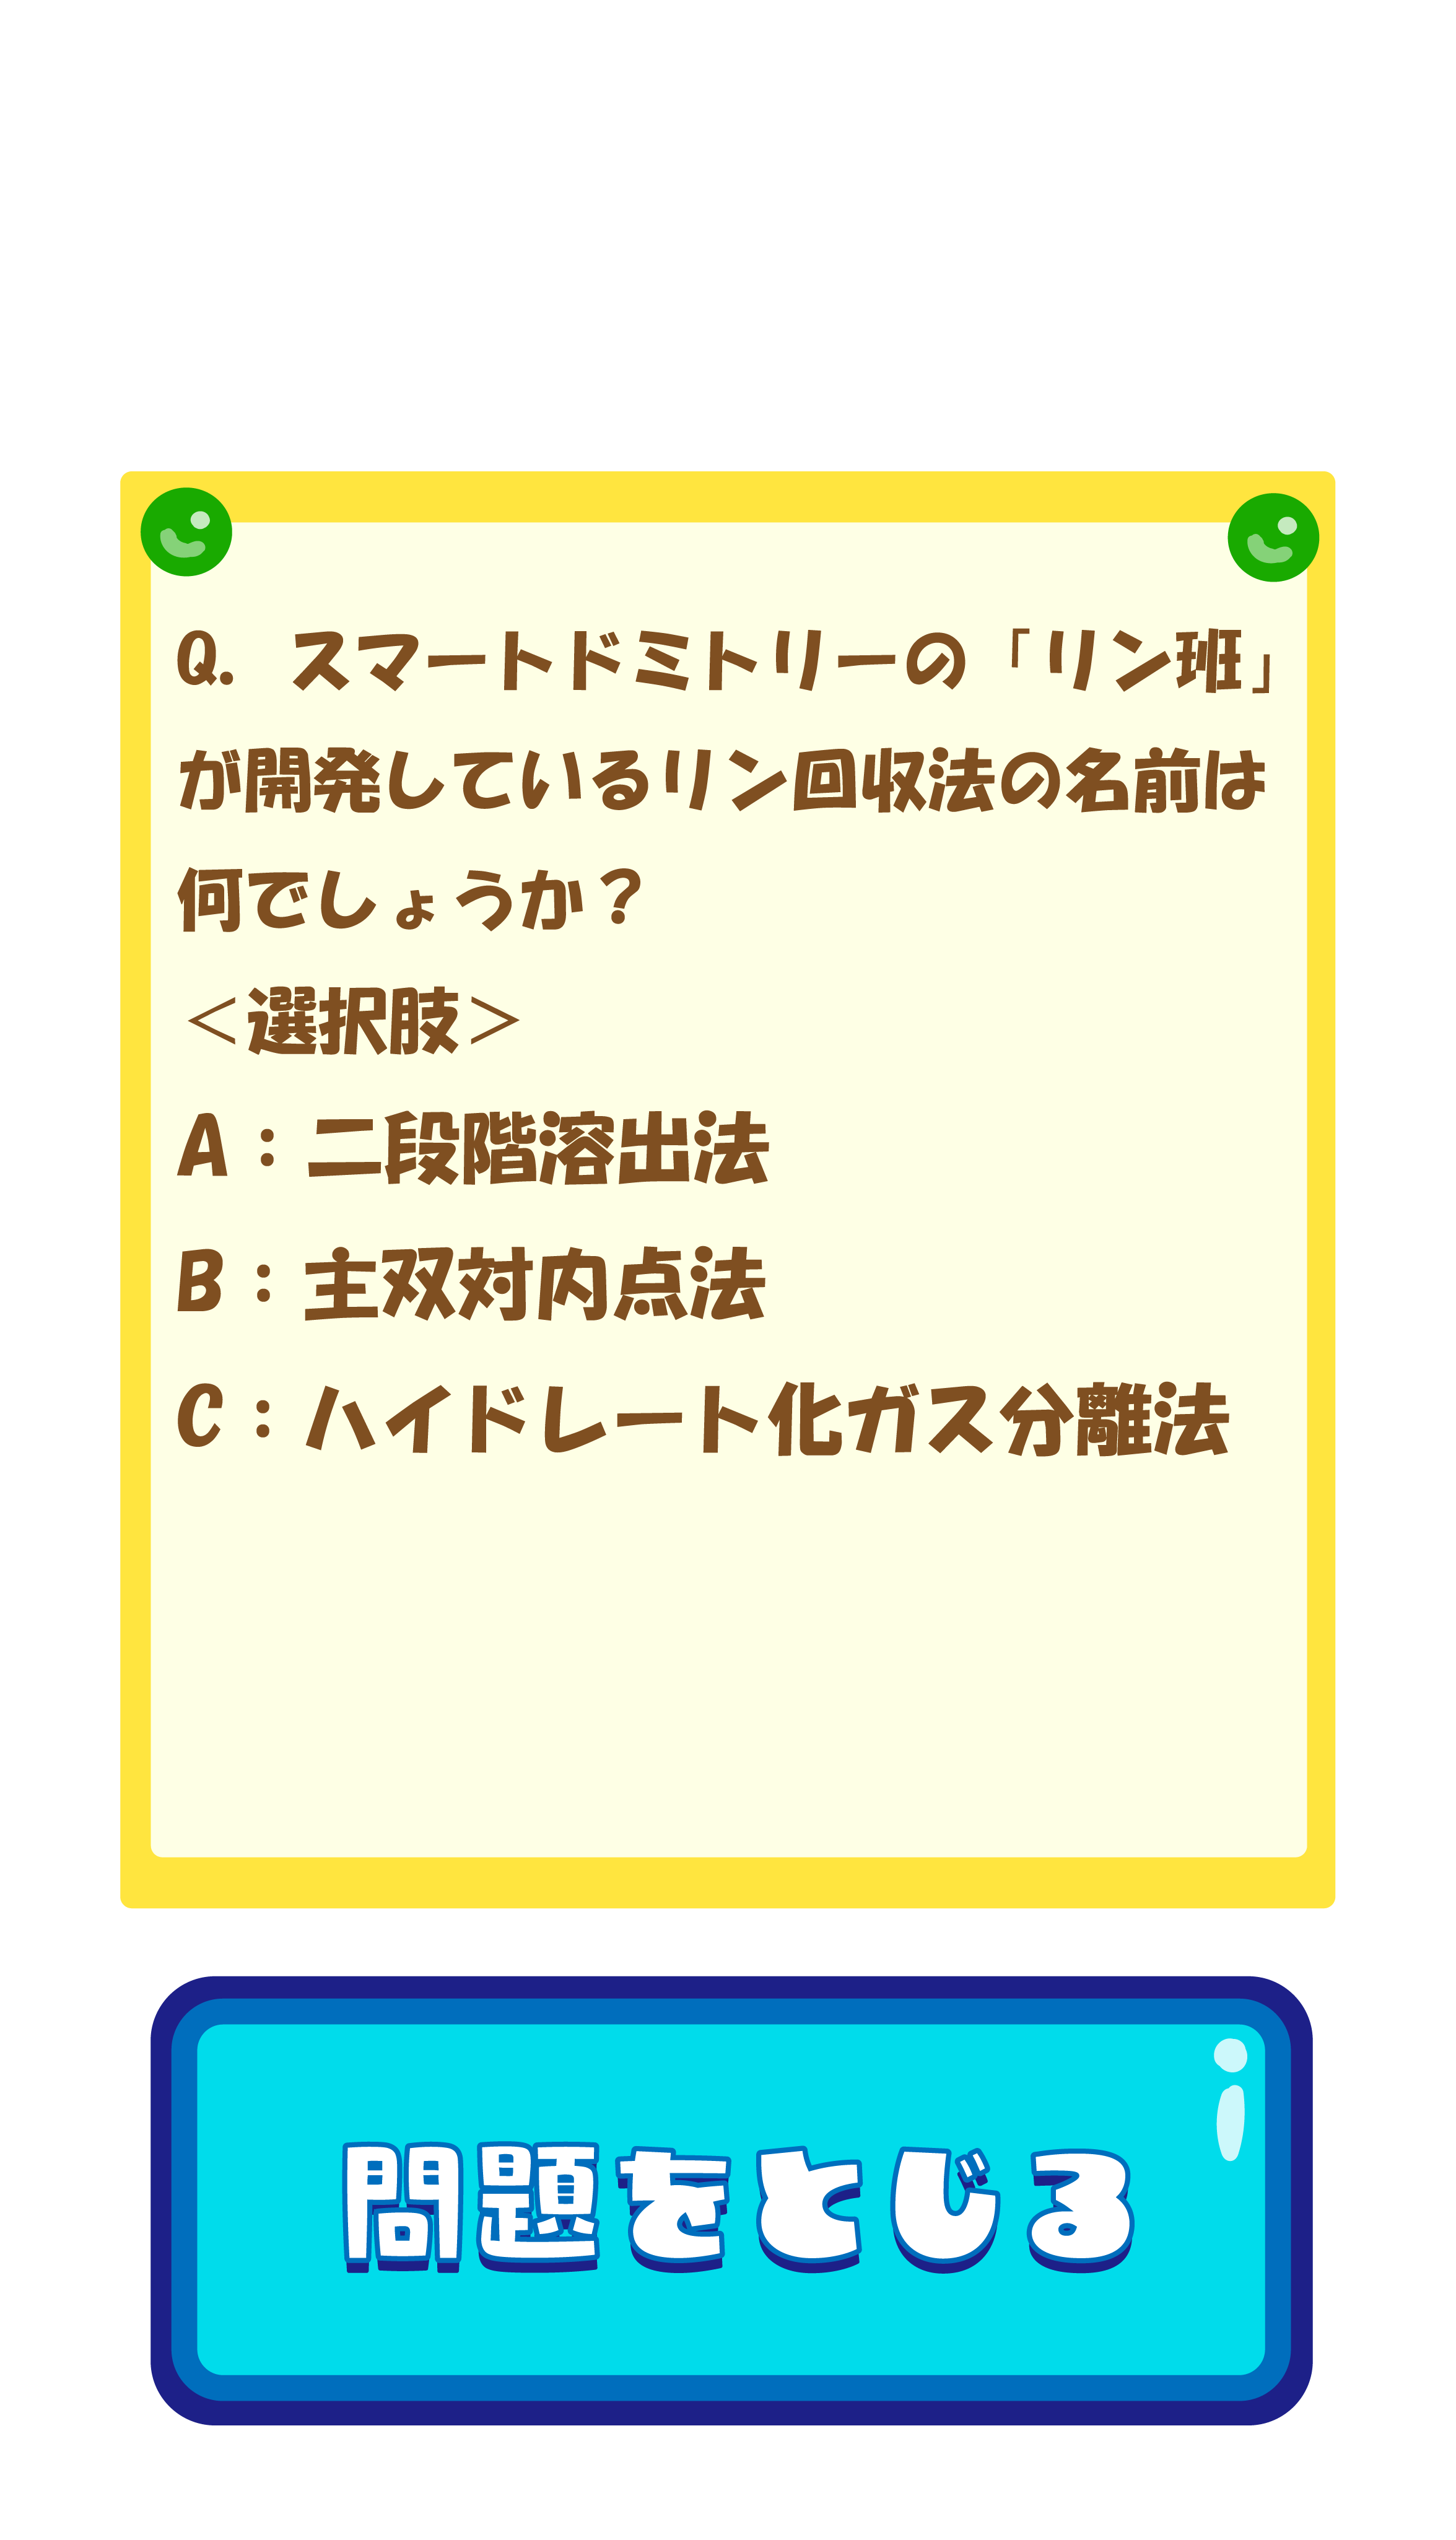 Q. スマートドミトリーの「リン班」
が開発しているリン回収法の名前は
何でしょうか？
＜選択肢＞
A：二段階溶出法
B：主双対内点法
C：ハイドレート化ガス分離法
問題をとじる